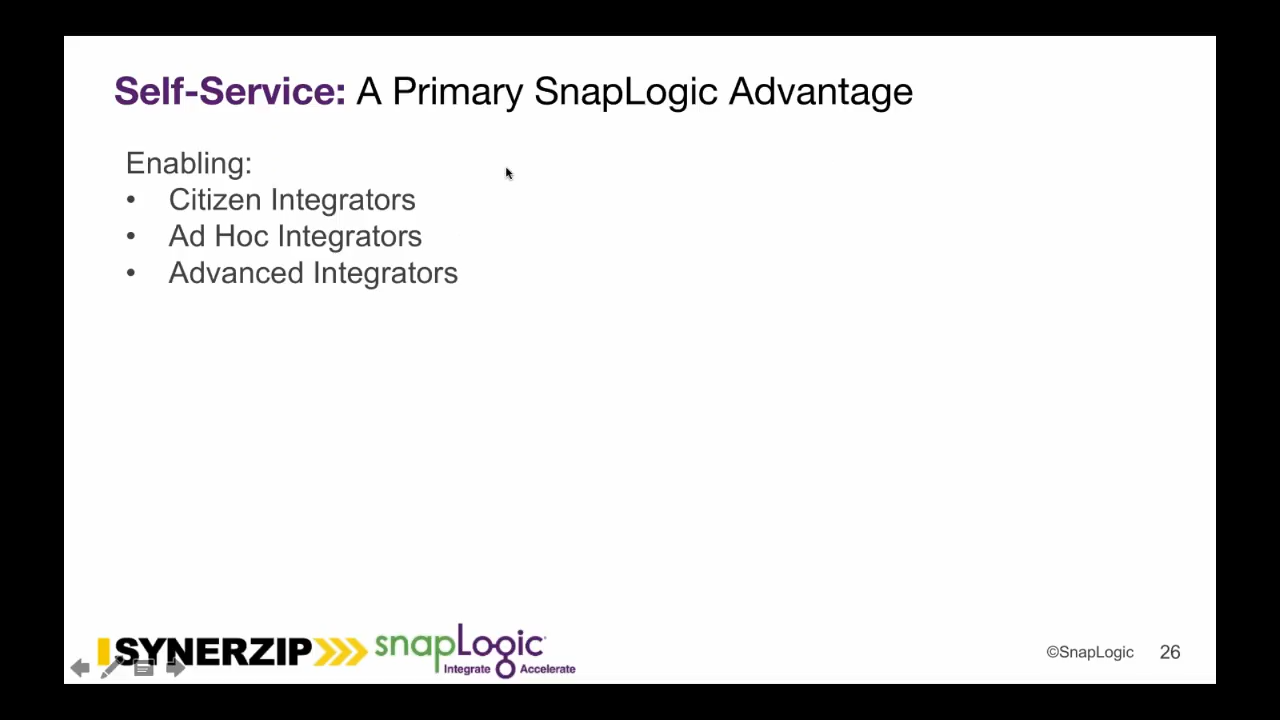 Self-Service: A Primary SnapLogic Advantage
Enabling:
• Citizen Integrators
• Ad Hoc Integrators
• Advanced Integrators
SYNERZIP
snapLogic
Integrate Accelerate
©SnapLogic 26